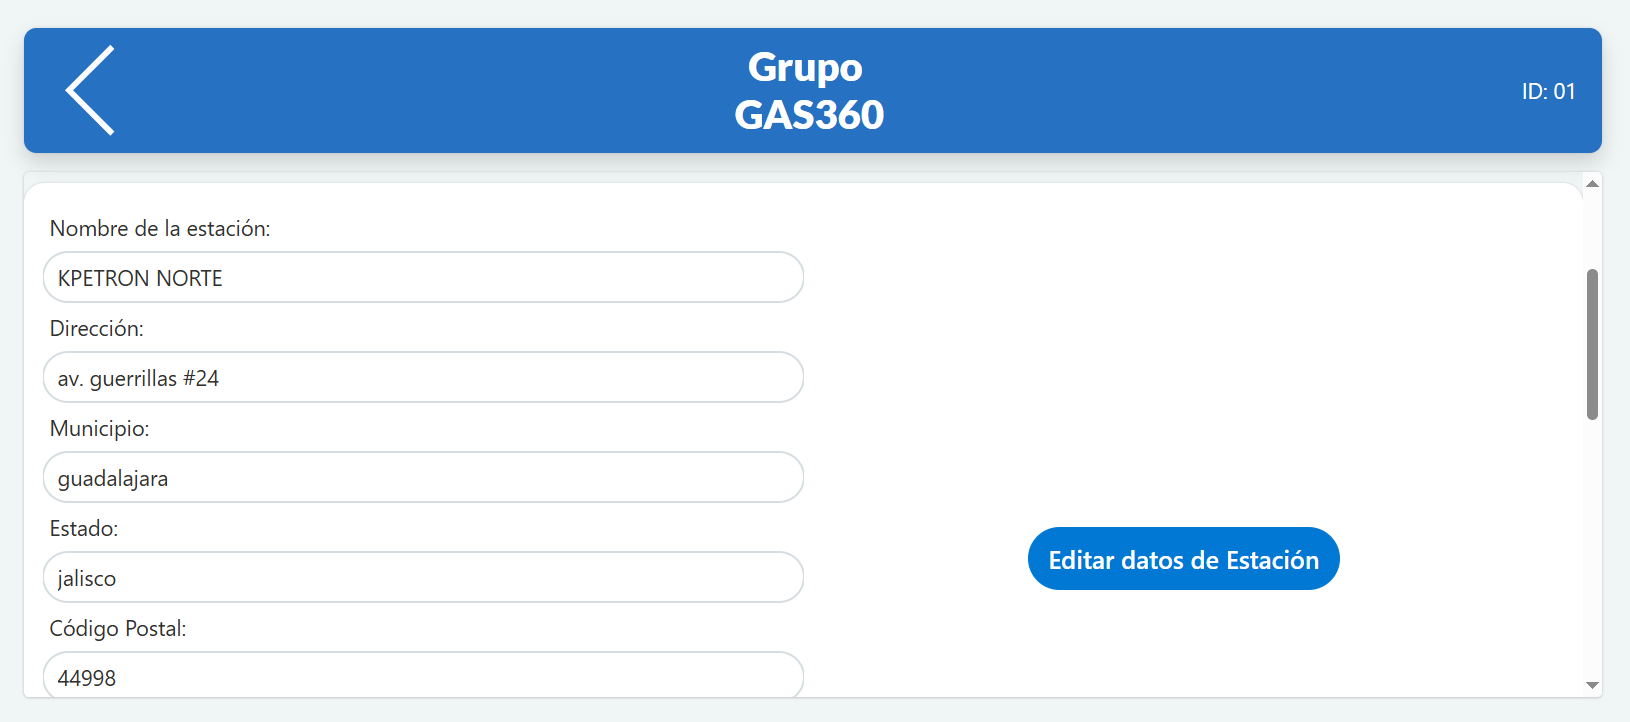 Grupo
GAS360
ID: 01
Nombre de la estación:
KPETRON NORTE
Dirección:
av. guerrillas #24
Municipio:
guadalajara
Estado:
jalisco
Editar datos de Estación
Código Postal:
44998